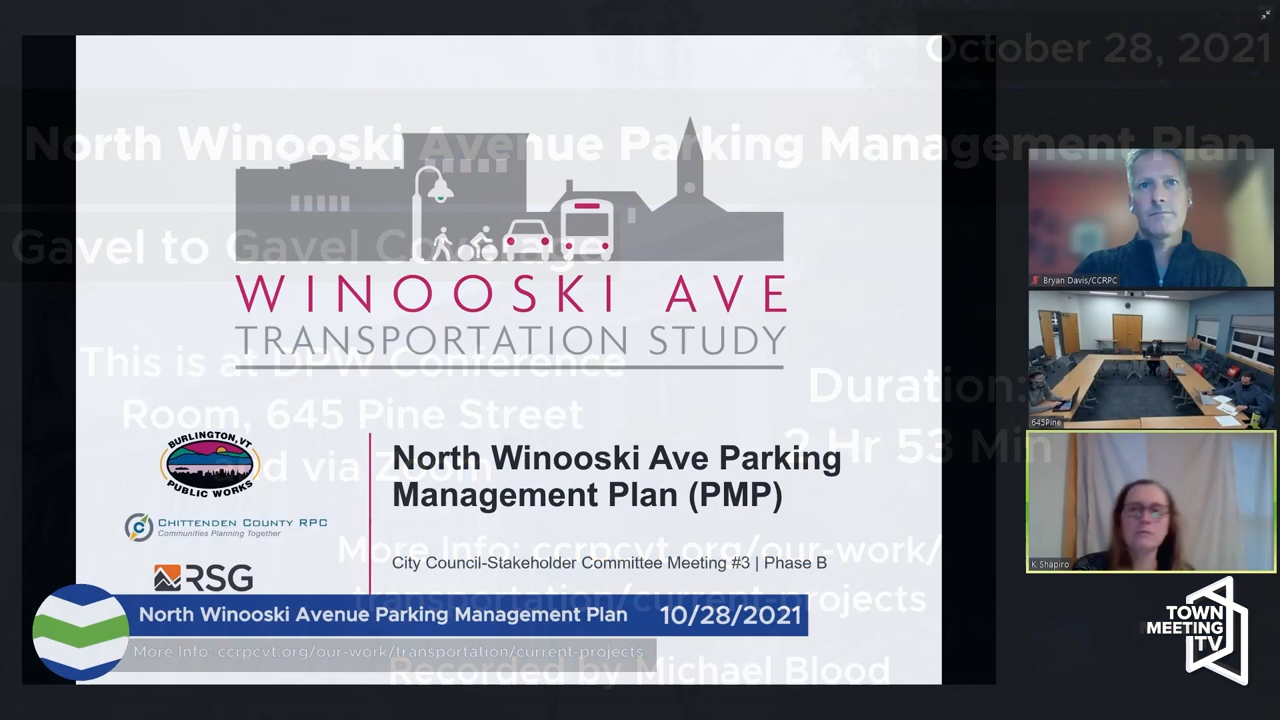 October 28, 2021
North Winooski Avenue Parking Management Plan
Gavel to Gavel Coverage
WINOOSKI AVE
TRANSPORTATION STUDY
This is at DPW Conference
Room, 645 Pine Street
and via Zoom
Duration:
2 Hr 53 Min
BURLINGTON, VT
PUBLIC WORKS
CHITTENDEN COUNTY RPC
Communities Planning Together
RSG
North Winooski Ave Parking
Management Plan (PMP)
City Council-Stakeholder Committee Meeting #3 | Phase B
More Info: ccrpcvt.org/our-work/
transportation/current-projects
Recorded by Michael Blood
North Winooski Avenue Parking Management Plan 10/28/2021
More Info: ccrpcvt.org/our-work/transportation/current-projects
Bryan Davis/CCRPC
645Pine
K Shapiro
TOWN
MEETING
TV